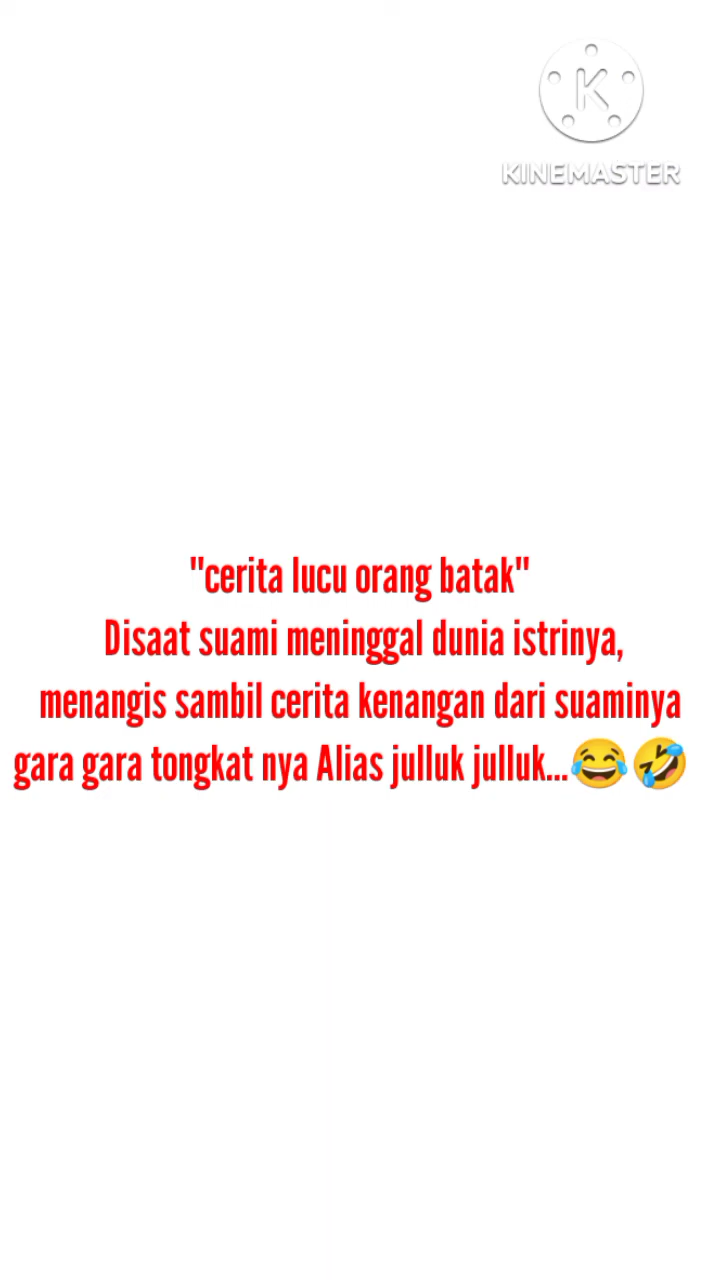 KINEMASTER
"cerita lucu orang batak"
Disaat suami meninggal dunia istrinya,
menangis sambil cerita kenangan dari suaminya
gara gara tongkat nya Alias julluk julluk...😂🤣